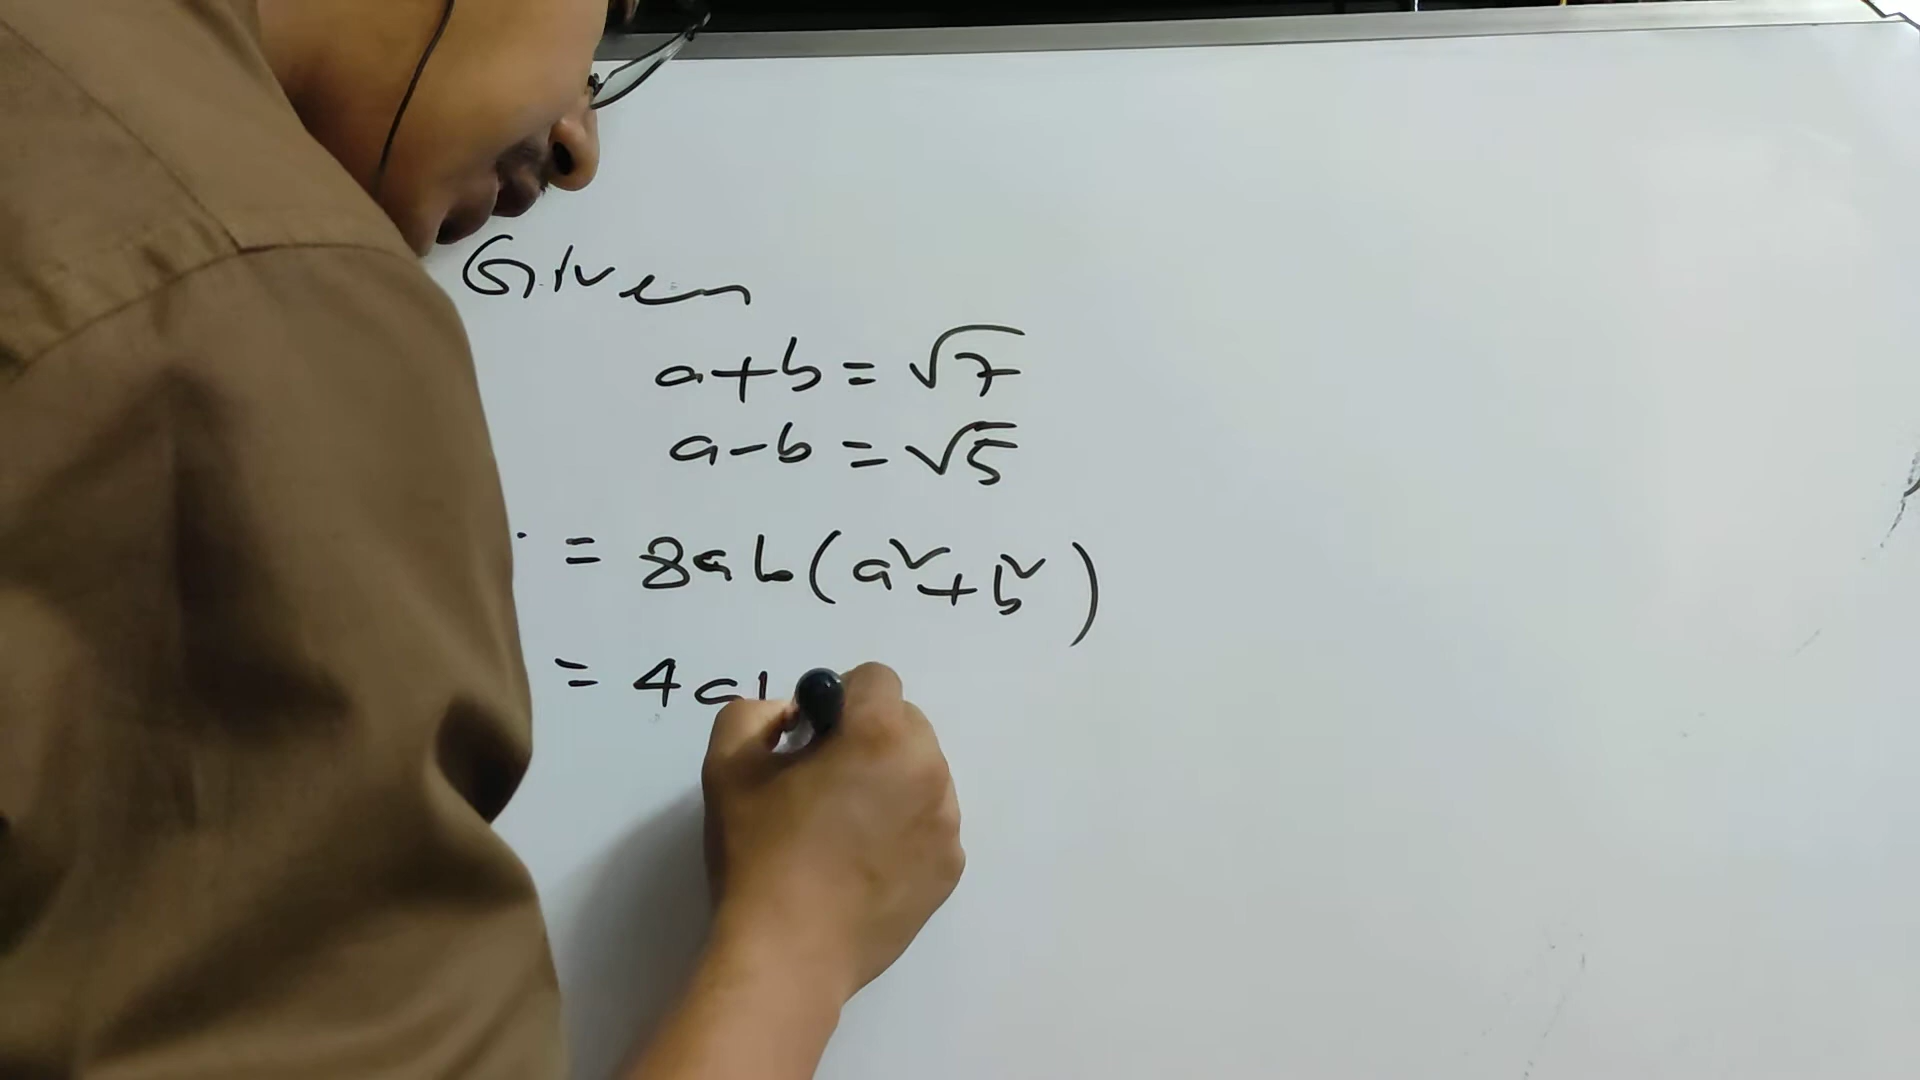 Given
a+b = √7
a-b = √5
= 8ab(a²+b²)
= 4a